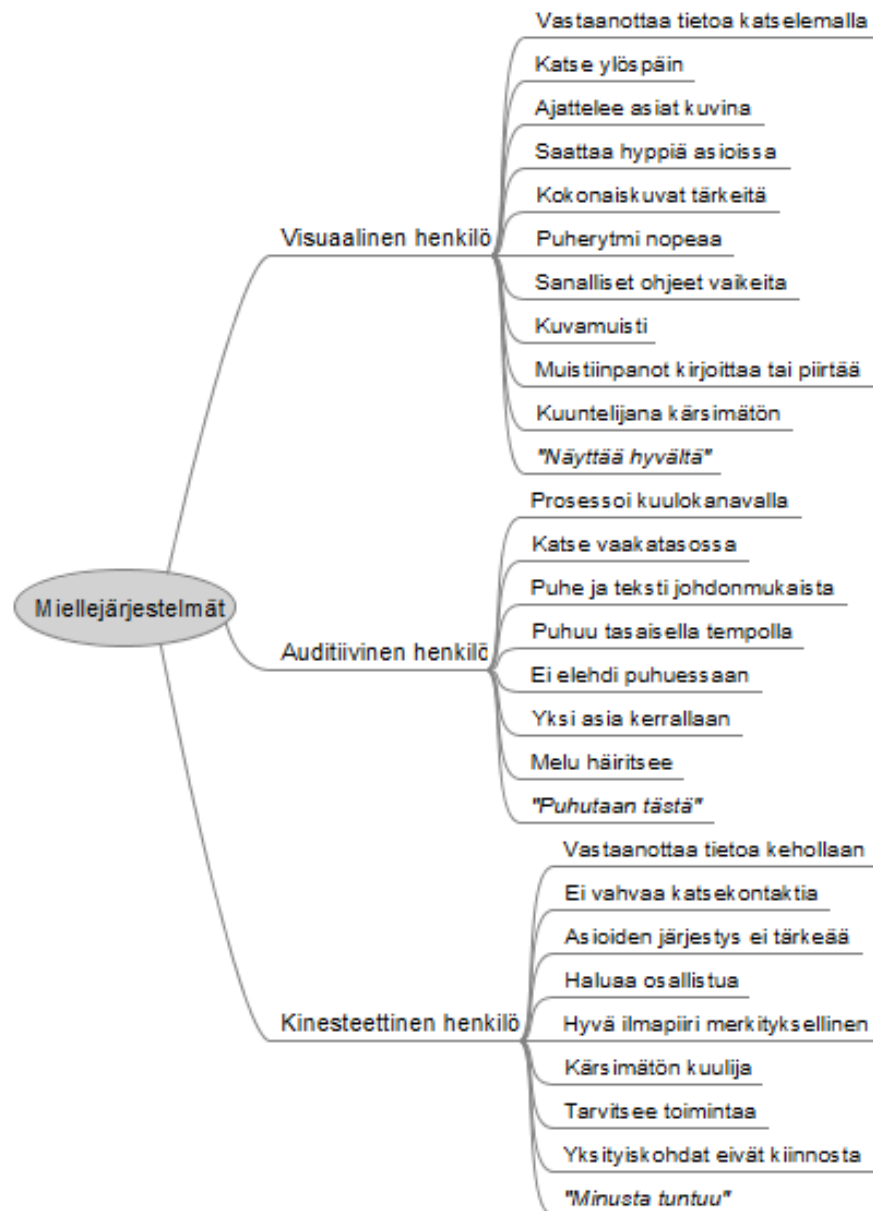 Miellejärjestelmät
Visuaalinen henkilö
Vastaanottaa tietoa katselemalla
Katse ylöspäin
Ajattelee asiat kuvina
Saattaa hyppiä asioissa
Kokonaiskuvat tärkeitä
Puherytmi nopeaa
Sanalliset ohjeet vaikeita
Kuvamuisti
Muistiinpanot kirjoittaa tai piirtää
Kuuntelijana kärsimätön
"Näyttää hyvältä"
Auditiivinen henkilö
Prosessoi kuulokanavalla
Katse vaakatasossa
Puhe ja teksti johdonmukaista
Puhuu tasaisella tempolla
Ei elehdi puhuessaan
Yksi asia kerrallaan
Melu häiritsee
"Puhutaan tästä"
Kinesteettinen henkilö
Vastaanottaa tietoa kehollaan
Ei vahvaa katsekontaktia
Asioiden järjestys ei tärkeää
Haluaa osallistua
Hyvä ilmapiiri merkityksellinen
Kärsimätön kuulija
Tarvitsee toimintaa
Yksityiskohdat eivät kiinnosta
"Minusta tuntuu"